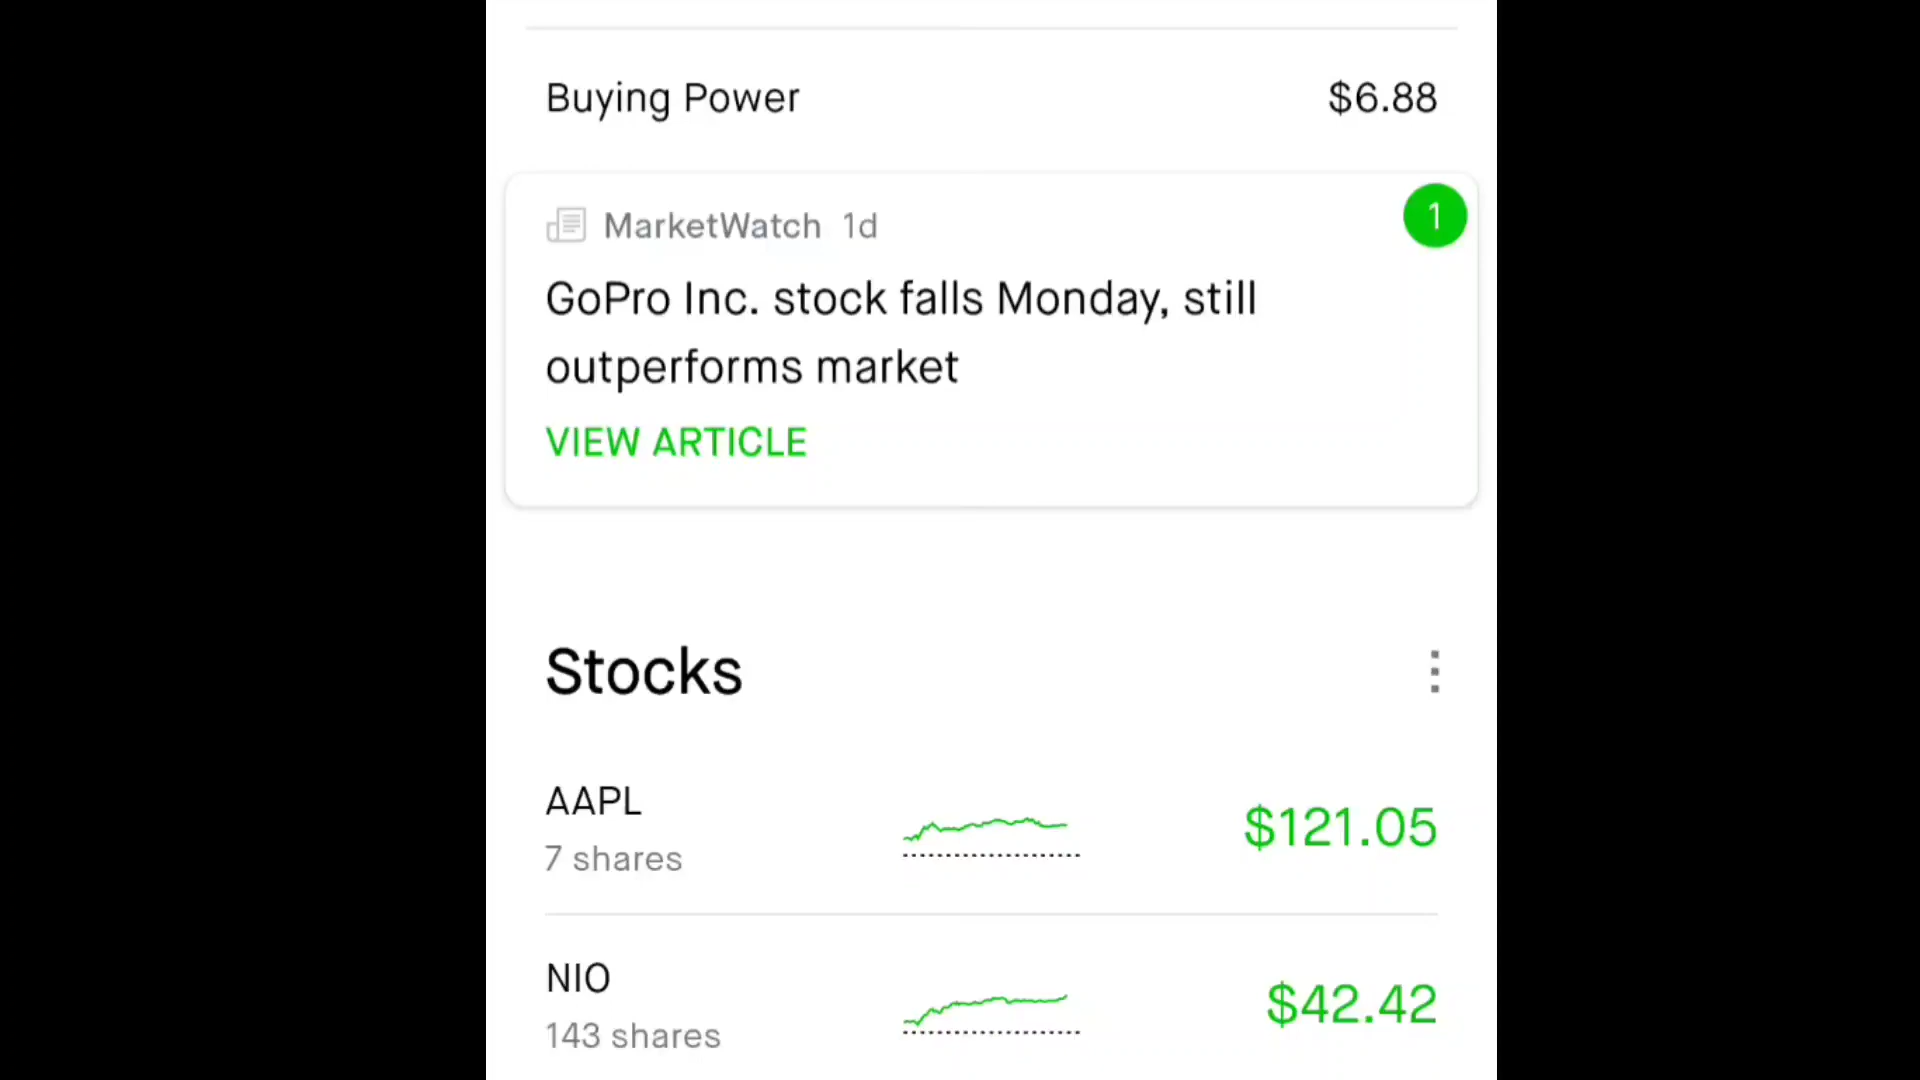 Buying Power $6.88
MarketWatch 1d 1
GoPro Inc. stock falls Monday, still
outperforms market
VIEW ARTICLE
Stocks
AAPL
7 shares
$121.05
NIO
143 shares
$42.42